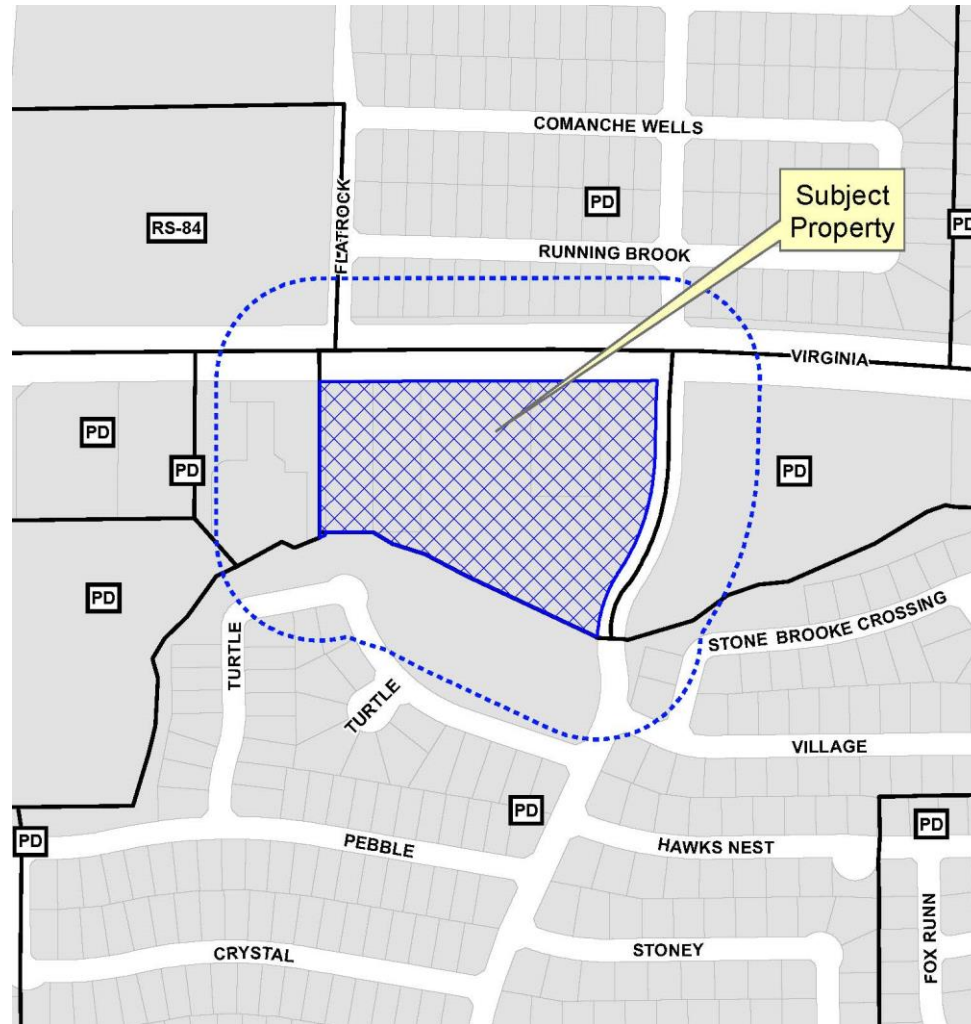 COMANCHE WELLS
FLATROCK
PD
Subject
Property
RS-84
PD
RUNNING BROOK
VIRGINIA
PD
PD
PD
PD
TURTLE
TURTLE
STONE BROOKE CROSSING
VILLAGE
PD
PD
PEBBLE
HAWKS NEST
PD
CRYSTAL
STONEY
FOX RUNN